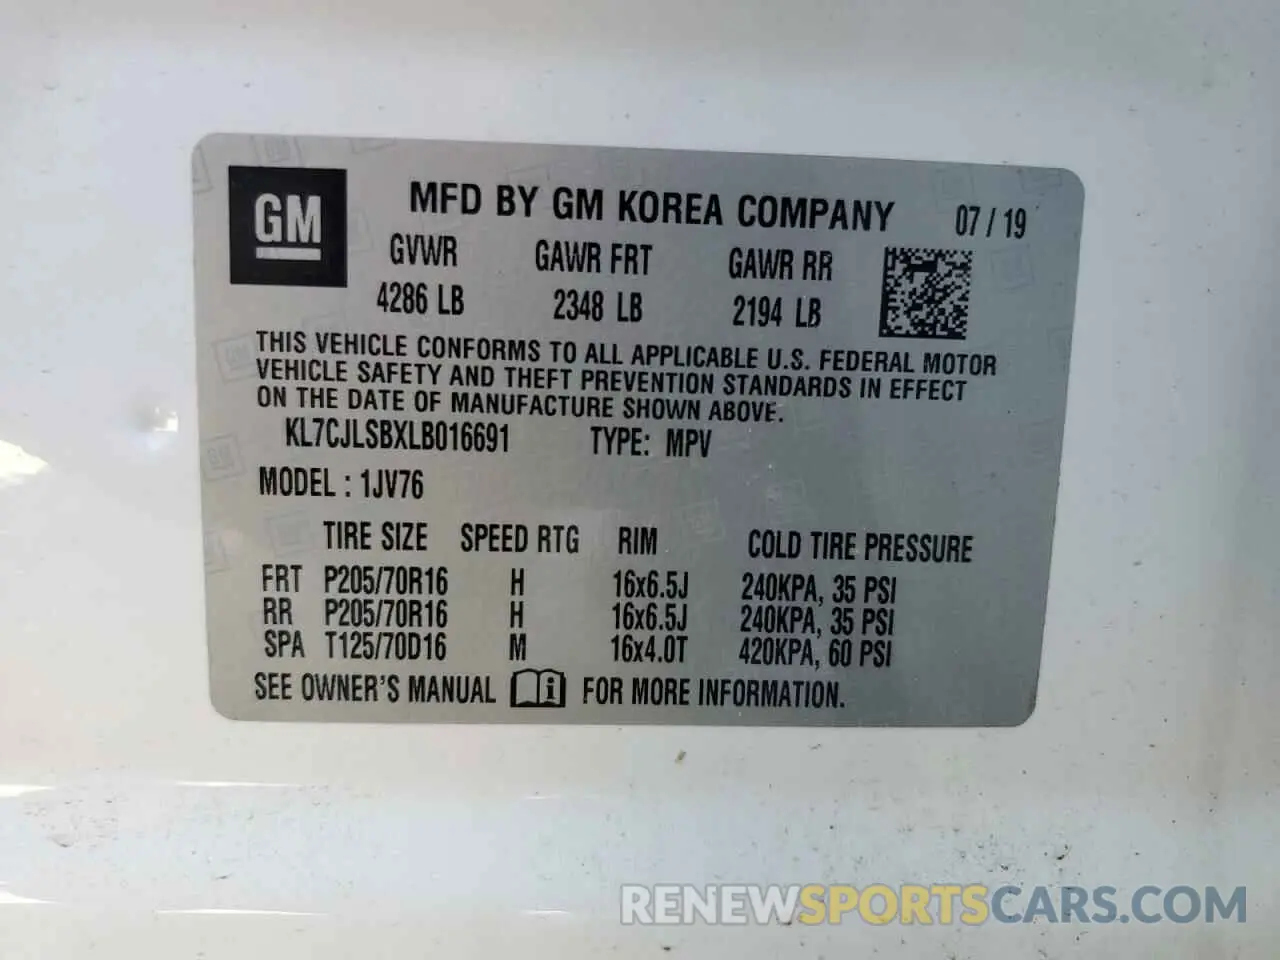 GM
MFD BY GM KOREA COMPANY 07 / 19
GVWR GAWR FRT GAWR RR
4286 LB 2348 LB 2194 LB
THIS VEHICLE CONFORMS TO ALL APPLICABLE U.S. FEDERAL MOTOR
VEHICLE SAFETY AND THEFT PREVENTION STANDARDS IN EFFECT
ON THE DATE OF MANUFACTURE SHOWN ABOVE.
KL7CJLSBXLB016691 TYPE: MPV
MODEL : 1JV76
TIRE SIZE SPEED RTG RIM COLD TIRE PRESSURE
FRT P205/70R16 H 16x6.5J 240KPA, 35 PSI
RR P205/70R16 H 16x6.5J 240KPA, 35 PSI
SPA T125/70D16 M 16x4.0T 420KPA, 60 PSI
SEE OWNER'S MANUAL i FOR MORE INFORMATION.
RENEWSPORTSCARS.COM